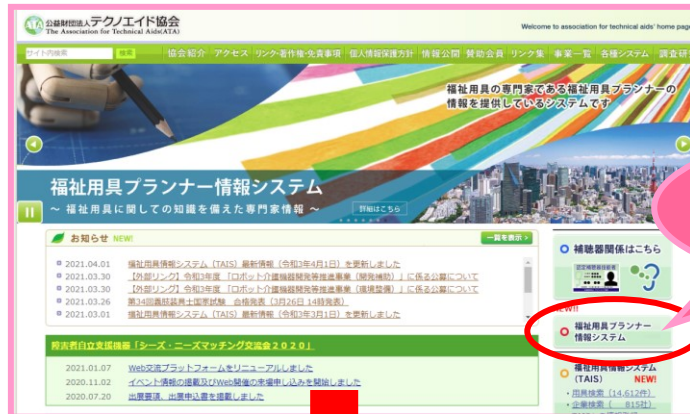 公益財団法人テクノエイド協会
The Association for Technical Aids(ATA)
Welcome to association for technical aids' home page
サイト内検索 検索 協会紹介 アクセス リンク・著作権・免責事項 個人情報保護方針 情報公開 賛助会員 リンク集 事業一覧 各種システム 調査研
福祉用具の専門家である福祉用具プランナーの
情報を提供しているシステムです
福祉用具プランナー情報システム
～ 福祉用具に関しての知識を備えた専門家情報 ～ 詳細はこちら
お知らせ NEW! 一覧を表示
2021.04.01 福祉用具情報システム（TAIS）最新情報（令和3年4月1日）を更新しました
2021.03.30 【外部リンク】令和3年度 「ロボット介護機器開発等推進事業（開発補助）」に係る公募について
2021.03.30 【外部リンク】令和3年度 「ロボット介護機器開発等推進事業（環境整備）」に係る公募について
2021.03.26 第34回義肢装具士国家試験 合格発表（3月26日 14時発表）
2021.03.01 福祉用具情報システム（TAIS）最新情報（令和3年3月1日）を更新しました
障害者自立支援機器「シーズ・ニーズマッチング交流会２０２０」
2021.01.07 Web交流プラットフォームをリニューアルしました
2020.11.02 イベント情報の掲載及びWeb開催の来場申し込みを開始しました
2020.07.20 出展要項、出展申込書を掲載しました
補聴器関係はこちら
NEW!!
福祉用具プランナー
情報システム
福祉用具情報システム
（TAIS） NEW!
・用具検索（14,612件）
・企業検索（ 815社）